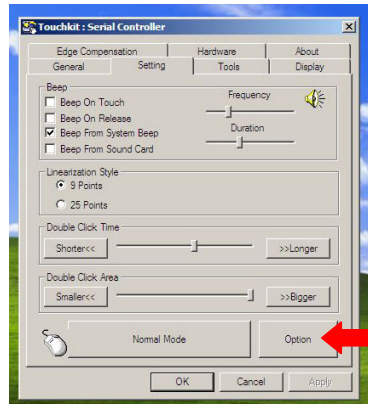 Touchkit : Serial Controller
Edge Compensation Hardware About
General Setting Tools Display
Beep
Beep On Touch
Beep On Release
Beep From System Beep
Beep From Sound Card
Frequency
Duration
Linearization Style
9 Points
25 Points
Double Click Time
Shorter<< >>Longer
Double Click Area
Smaller<< >>Bigger
Normal Mode Option
OK Cancel Apply